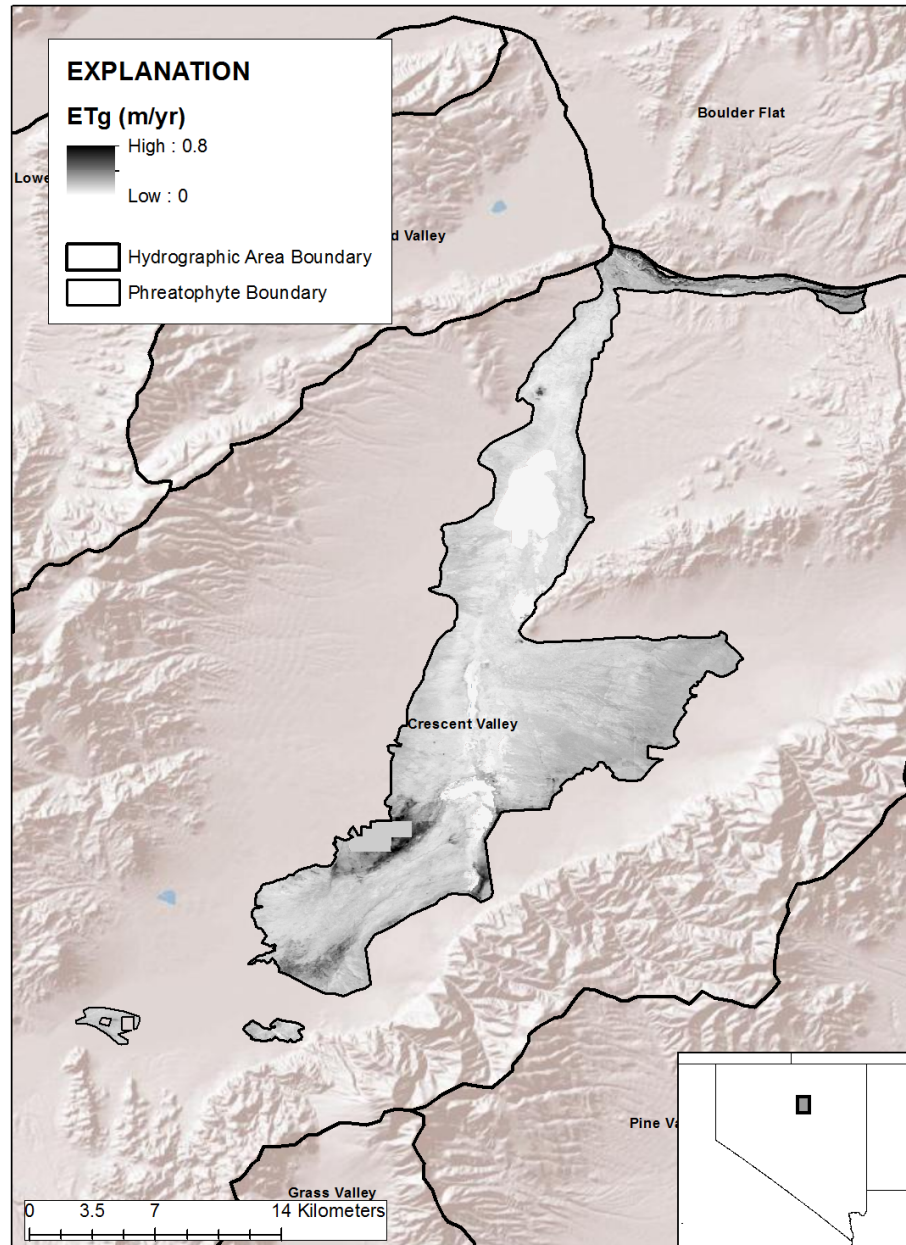 EXPLANATION
ETg (m/yr)
High : 0.8
Low : 0
Hydrographic Area Boundary
Phreatophyte Boundary
Boulder Flat
Lowe
d Valley
Crescent Valley
Pine Va
Grass Valley
0 3.5 7 14 Kilometers